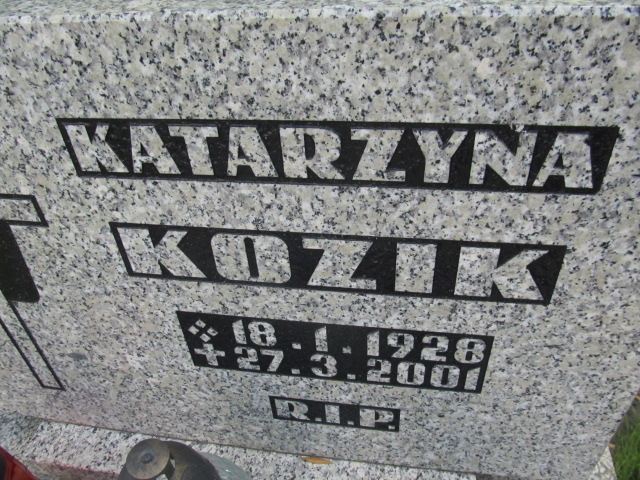 KATARZYNA
KOZIK
❖ 18.1.1928
✝ 27.3.2001
R.I.P.